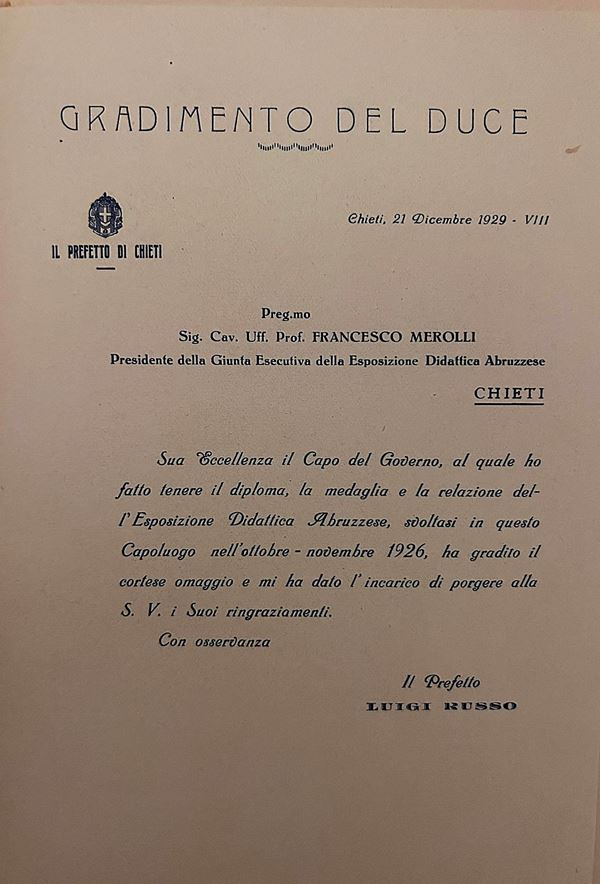 GRADIMENTO DEL DUCE
Chieti, 21 Dicembre 1929 - VIII
IL PREFETTO DI CHIETI
Preg.mo
Sig. Cav. Uff. Prof. FRANCESCO MEROLLI
Presidente della Giunta Esecutiva della Esposizione Didattica Abruzzese
CHIETI
Sua Eccellenza il Capo del Governo, al quale ho
fatto tenere il diploma, la medaglia e la relazione del-
l'Esposizione Didattica Abruzzese, svoltasi in questo
Capoluogo nell'ottobre - novembre 1926, ha gradito il
cortese omaggio e mi ha dato l'incarico di porgere alla
S. V. i Suoi ringraziamenti.
Con osservanza
Il Prefetto
LUIGI RUSSO